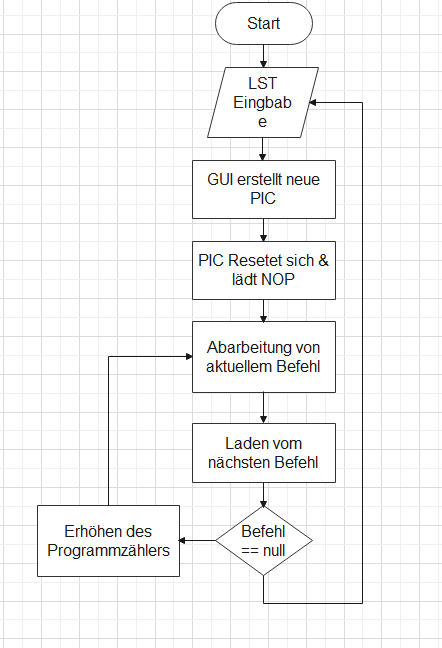 Start
LST
Eingbab
e
GUI erstellt neue
PIC
PIC Resetet sich &
lädt NOP
Abarbeitung von
aktuellem Befehl
Laden vom
nächsten Befehl
Befehl
== null
Erhöhen des
Programmzählers